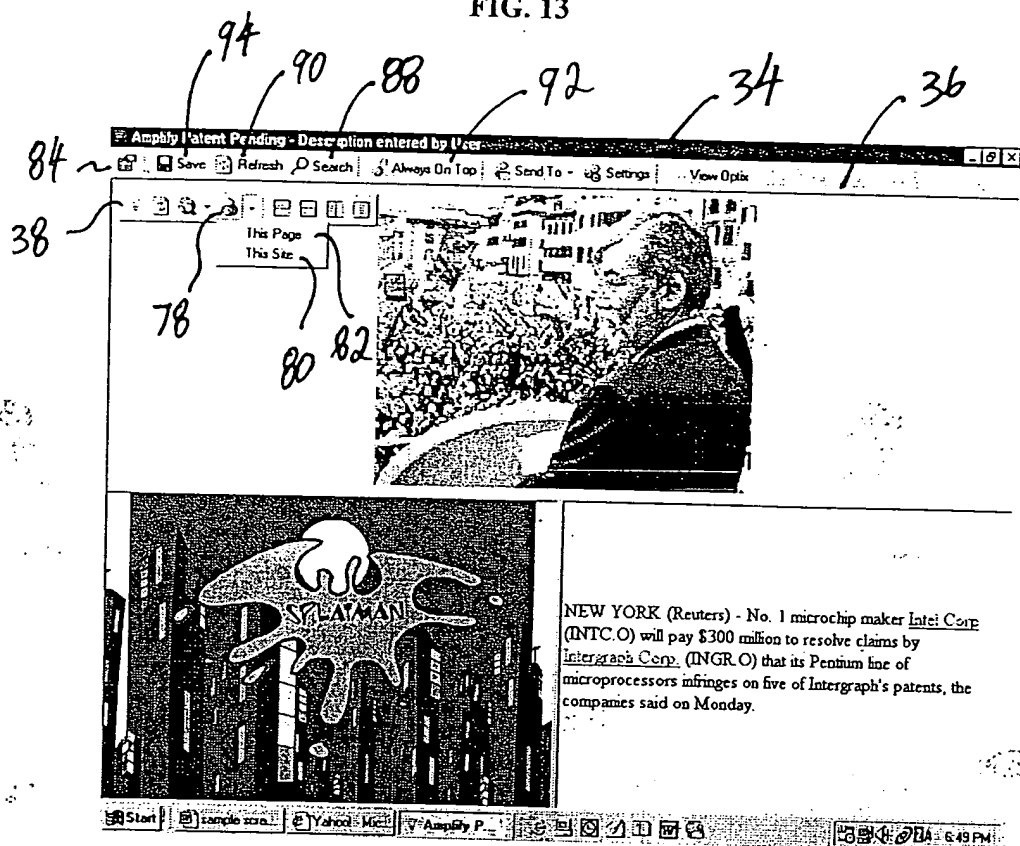 FIG. 13
94
90
88
92
34
36
Amplify Patent Pending - Description entered by User
84
Save Refresh Search Always On Top Send To Settings View Optix
38
This Page
This Site
78
80
82
SPLATMAN
NEW YORK (Reuters) - No. 1 microchip maker Intel Corp
(INTC.O) will pay $300 million to resolve claims by
Intergraph Corp. (INGR.O) that its Pentium line of
microprocessors infringes on five of Intergraph's patents, the
companies said on Monday.
Start sample scre... Yahoo! - Amplify P... 6:49 PM